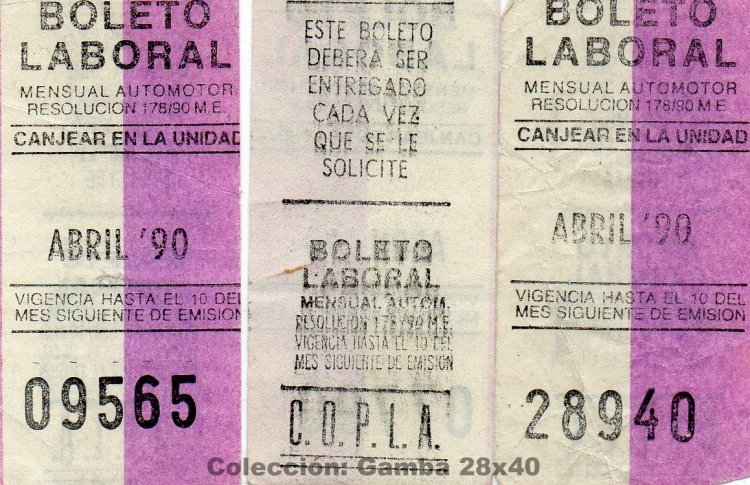 BOLETO
LABORAL
MENSUAL AUTOMOTOR
RESOLUCION 178/90 M.E.
CANJEAR EN LA UNIDAD
ABRIL '90
VIGENCIA HASTA EL 10 DEL
MES SIGUIENTE DE EMISION
09565
ESTE BOLETO
DEBERA SER
ENTREGADO
CADA VEZ
QUE SE LE
SOLICITE
BOLETO
LABORAL
MENSUAL AUTOM.
RESOLUCION 178/90 M.E.
VIGENCIA HASTA EL 10 DEL
MES SIGUIENTE DE EMISION
C.O.P.L.A.
BOLETO
LABORAL
MENSUAL AUTOMOTOR
RESOLUCION 178/90 M.E
CANJEAR EN LA UNIDAD
ABRIL '90
VIGENCIA HASTA EL 10 DEL
MES SIGUIENTE DE EMISION
28940
Colección: Gamba 28x40